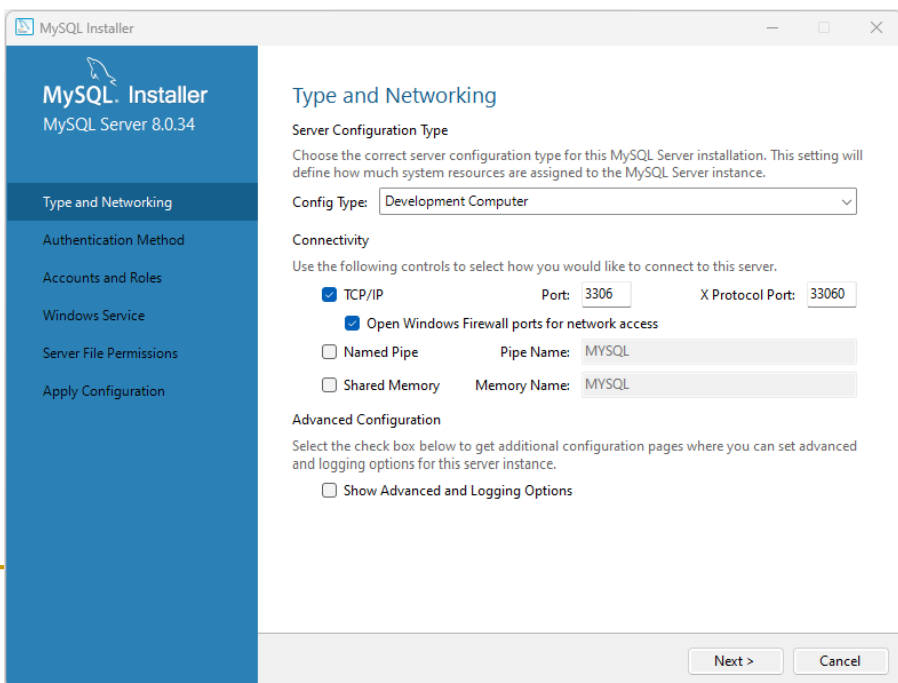 MySQL Installer
MySQL. Installer
MySQL Server 8.0.34
Type and Networking
Authentication Method
Accounts and Roles
Windows Service
Server File Permissions
Apply Configuration
Type and Networking
Server Configuration Type
Choose the correct server configuration type for this MySQL Server installation. This setting will
define how much system resources are assigned to the MySQL Server instance.
Config Type: Development Computer
Connectivity
Use the following controls to select how you would like to connect to this server.
TCP/IP Port: 3306 X Protocol Port: 33060
Open Windows Firewall ports for network access
Named Pipe Pipe Name: MYSQL
Shared Memory Memory Name: MYSQL
Advanced Configuration
Select the check box below to get additional configuration pages where you can set advanced
and logging options for this server instance.
Show Advanced and Logging Options
Next > Cancel